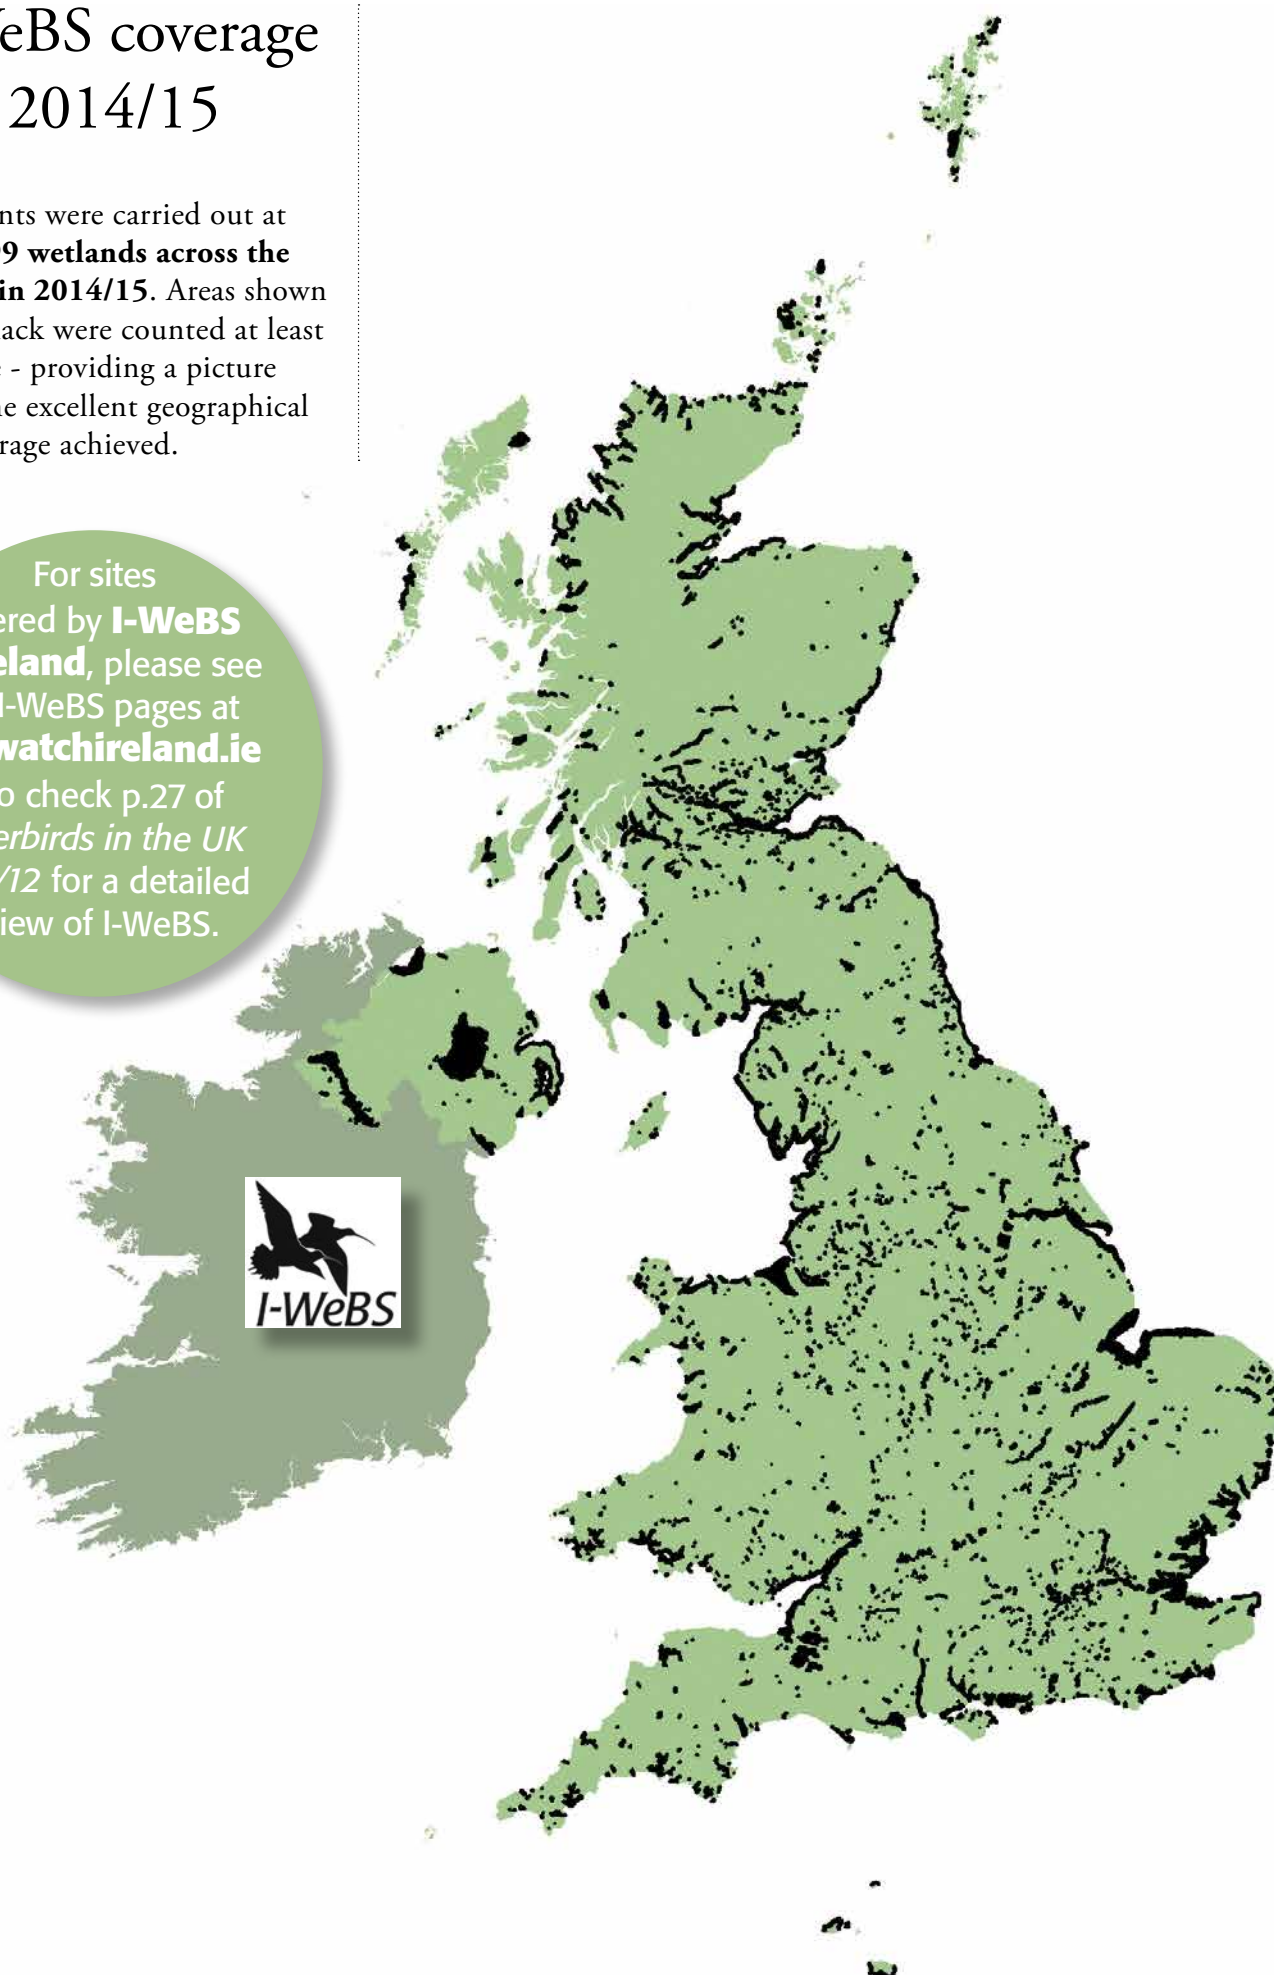 eBS coverage
2014/15
nts were carried out at
9 wetlands across the
in 2014/15. Areas shown
lack were counted at least
e - providing a picture
ne excellent geographical
rage achieved.
For sites
ered by I-WeBS
eland, please see
I-WeBS pages at
watchireland.ie
o check p.27 of
erbirds in the UK
/12 for a detailed
iew of I-WeBS.
I-WeBS